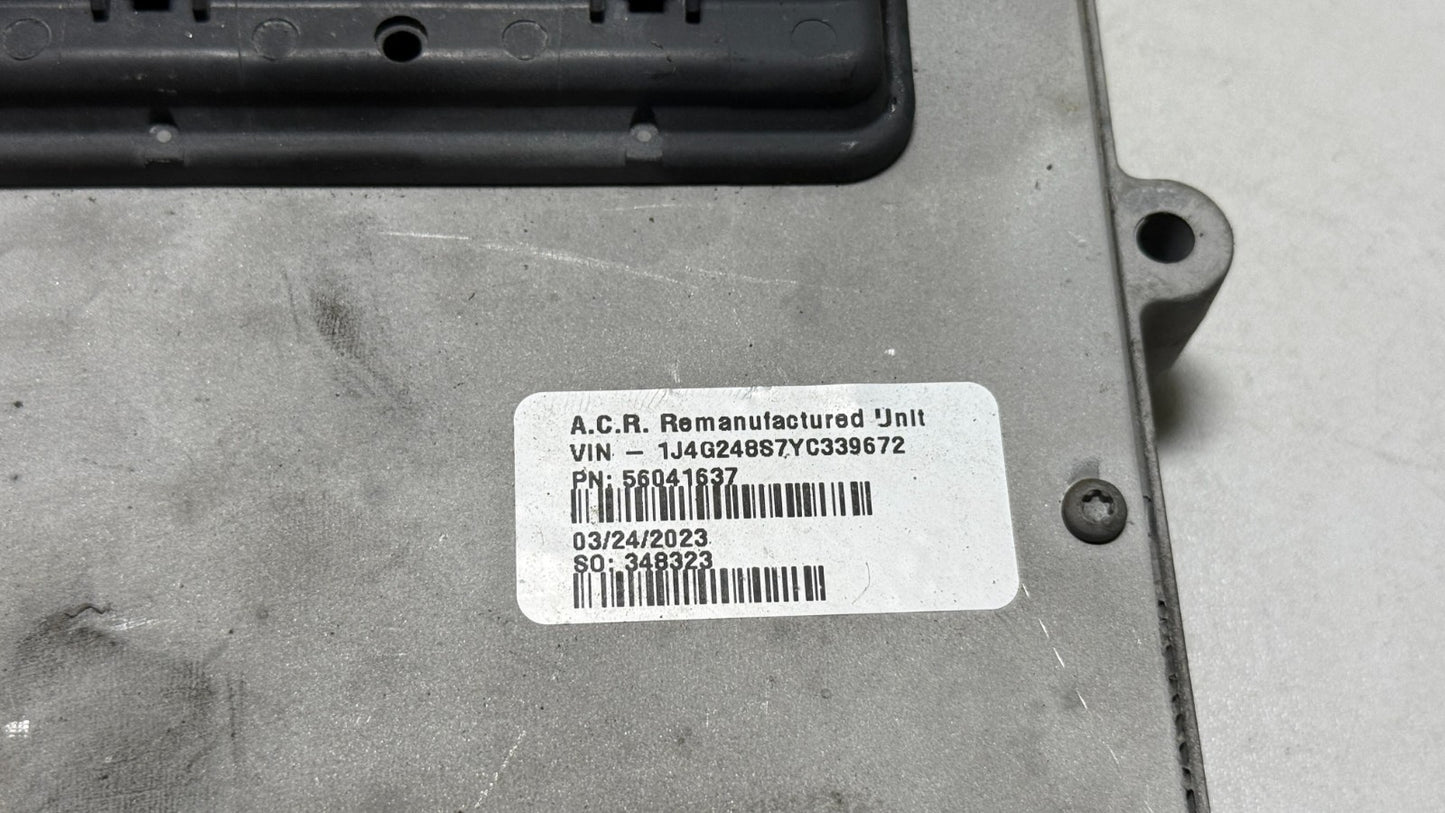 A.C.R. Remanufactured Unit
VIN – 1J4G248S7YC339672
PN: 56041637
03/24/2023
SO: 348323